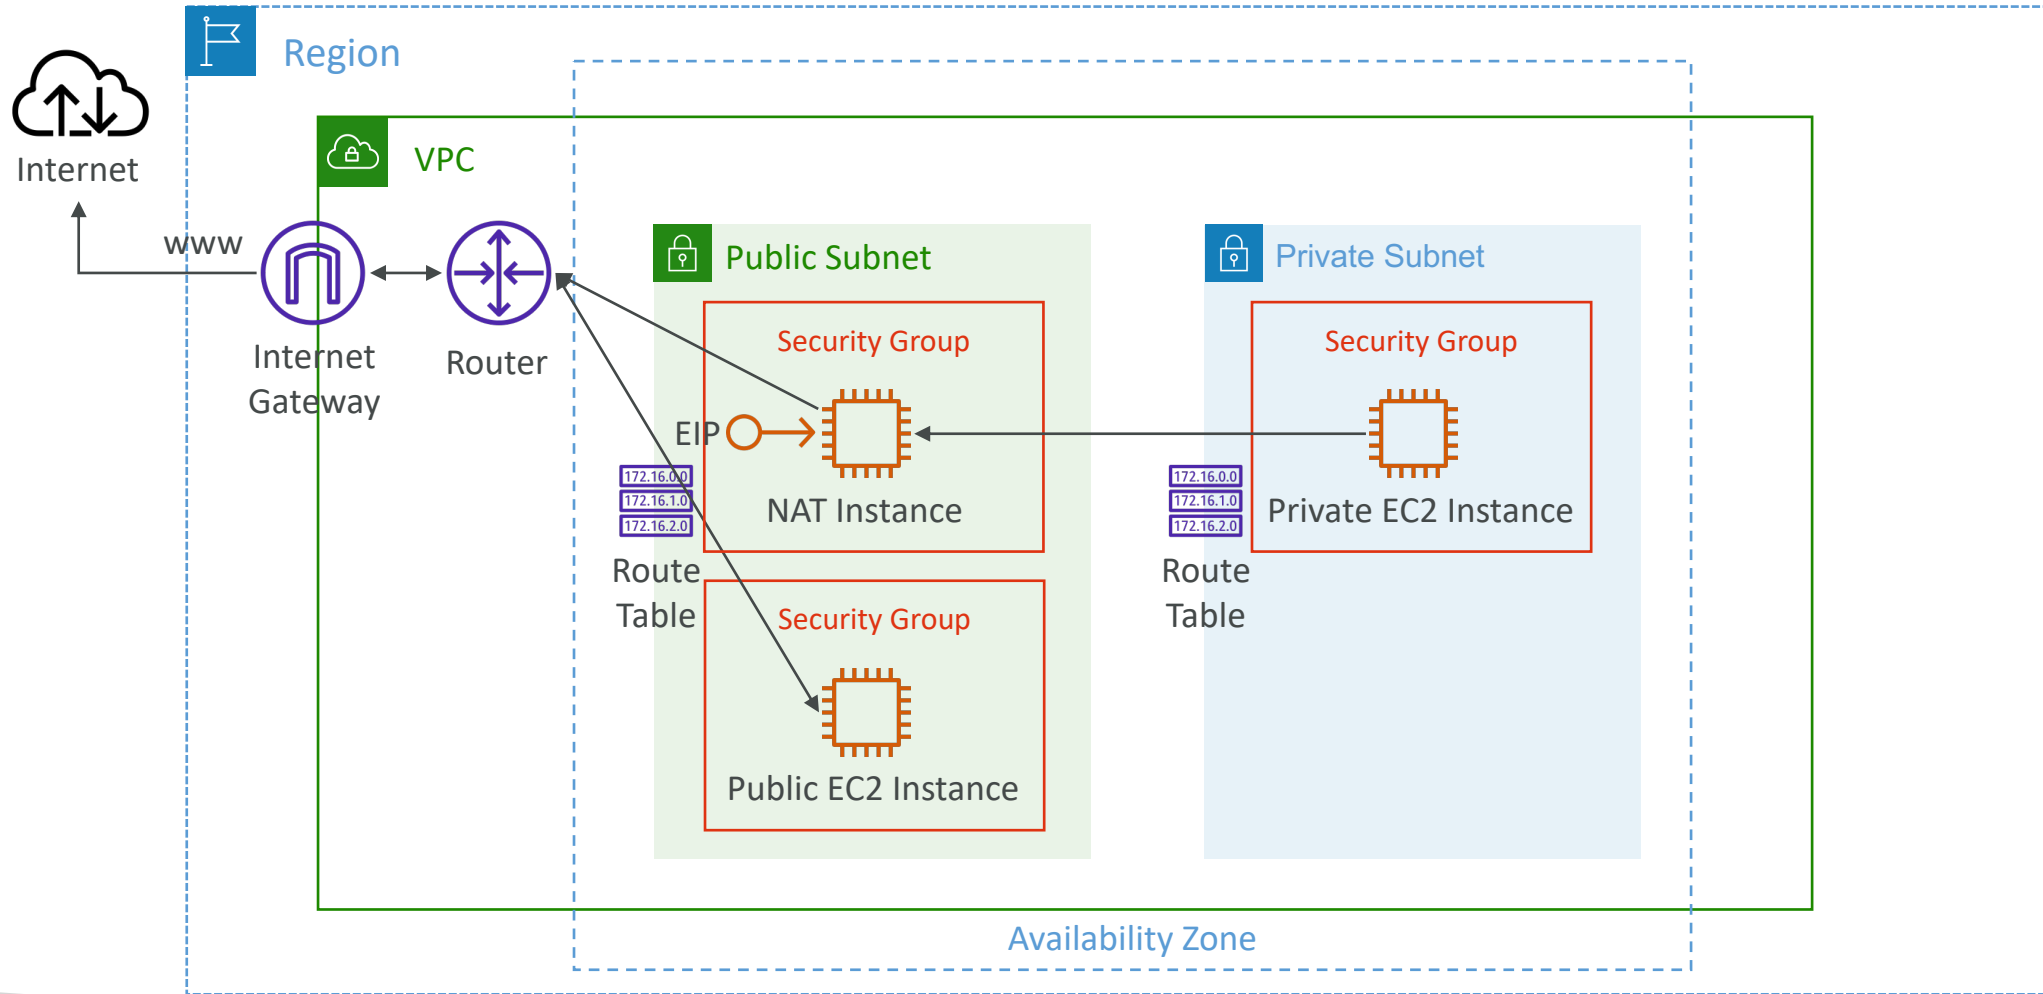 Region
Internet
VPC
www
Internet
Gateway
Router
Public Subnet
Security Group
EIP
NAT Instance
172.16.0.0
172.16.1.0
172.16.2.0
Route
Table
Security Group
Public EC2 Instance
Private Subnet
Security Group
Private EC2 Instance
172.16.0.0
172.16.1.0
172.16.2.0
Route
Table
Availability Zone